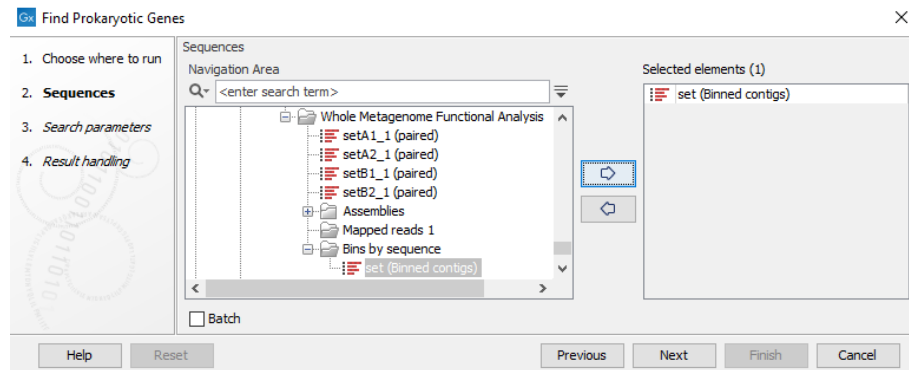 Gx Find Prokaryotic Genes
1. Choose where to run
2. Sequences
3. Search parameters
4. Result handling
Sequences
Navigation Area
<enter search term>
Whole Metagenome Functional Analysis
setA1_1 (paired)
setA2_1 (paired)
setB1_1 (paired)
setB2_1 (paired)
Assemblies
Mapped reads 1
Bins by sequence
set (Binned contigs)
Batch
Selected elements (1)
set (Binned contigs)
Help Reset Previous Next Finish Cancel